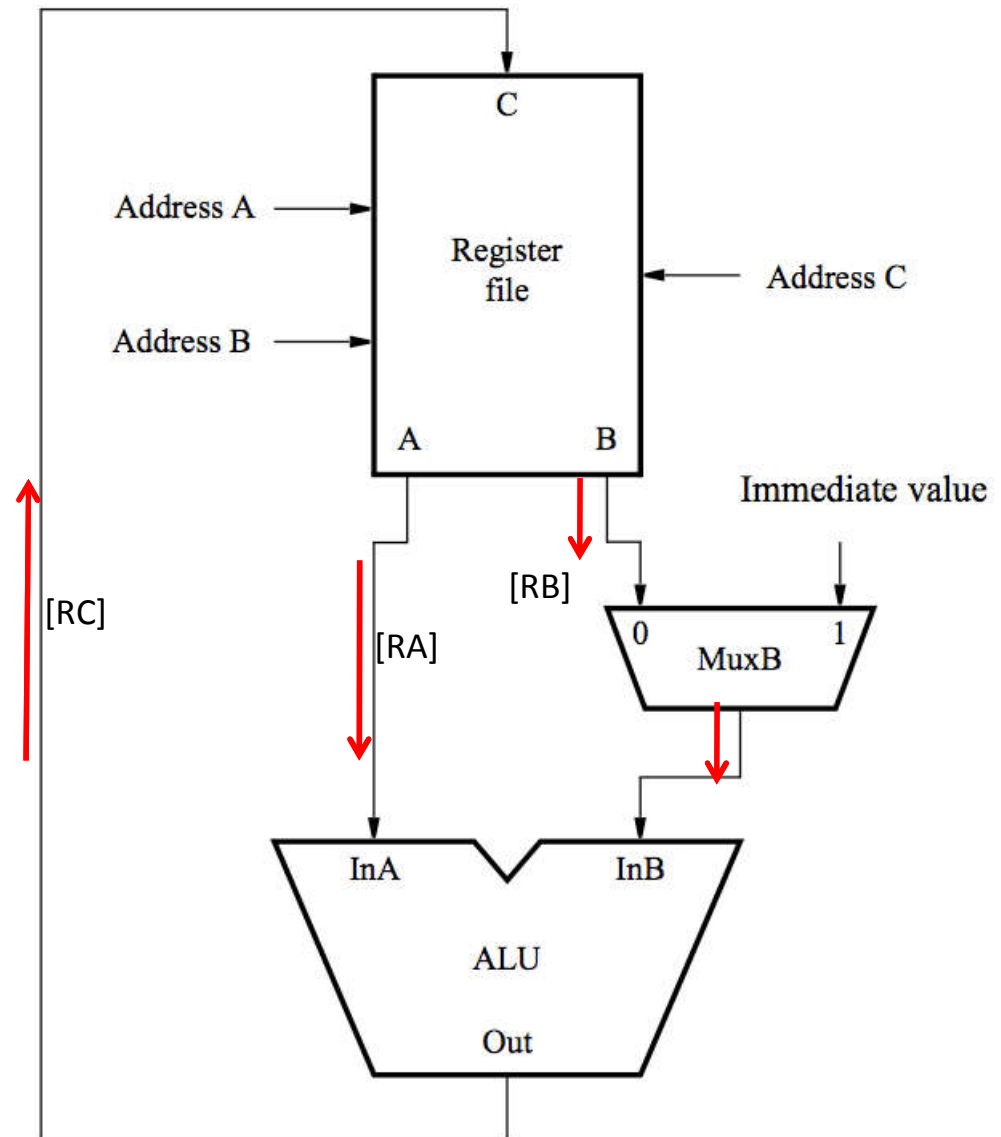 C
Address A
Register
file
Address C
Address B
A
B
Immediate value
[RC]
[RB]
[RA]
0
1
MuxB
InA
InB
ALU
Out